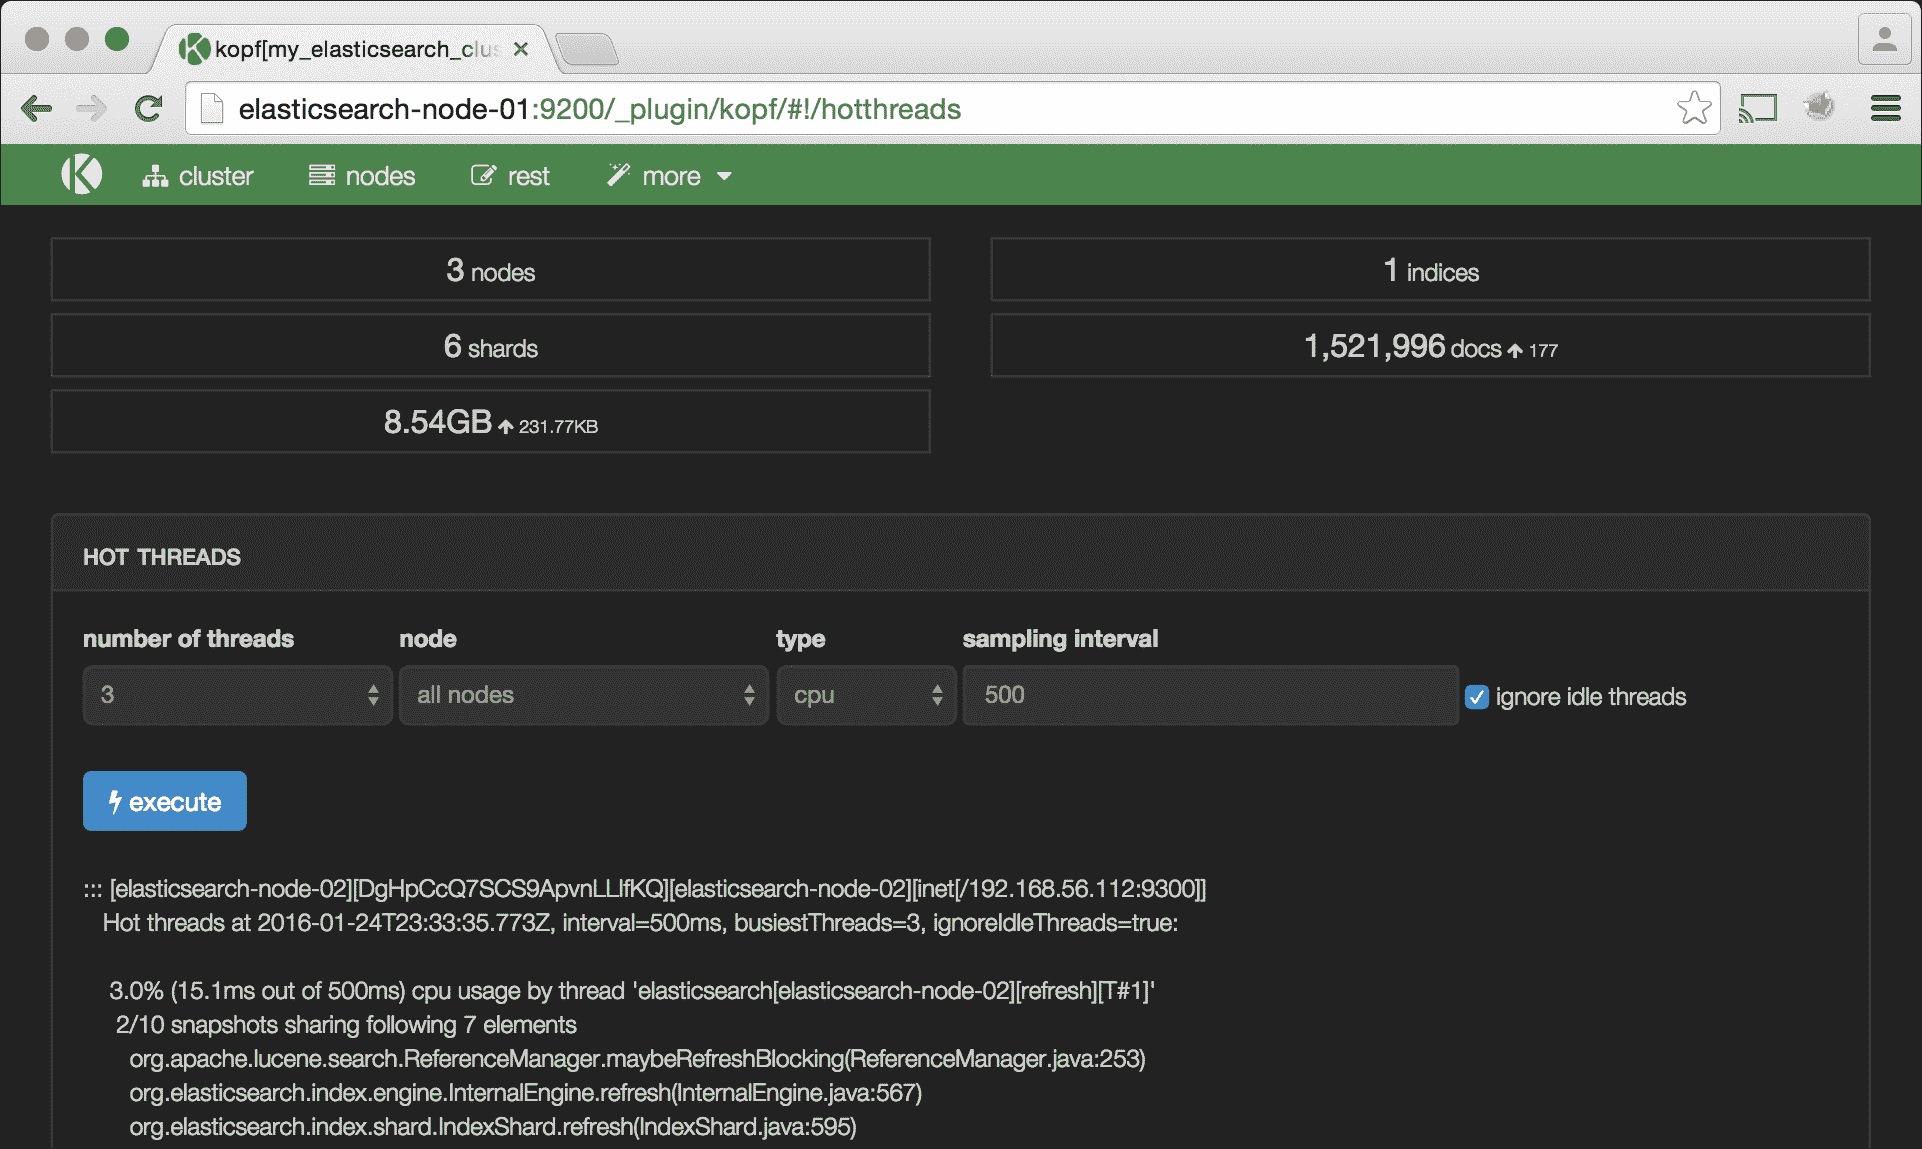 kopf[my_elasticsearch_clus
elasticsearch-node-01:9200/_plugin/kopf/#!/hotthreads
cluster nodes rest more
3 nodes 1 indices
6 shards 1,521,996 docs 177
8.54GB 231.77KB
HOT THREADS
number of threads node type sampling interval
3 all nodes cpu 500 ignore idle threads
execute
::: [elasticsearch-node-02][DgHpCcQ7SCS9ApvnLLIfKQ][elasticsearch-node-02][inet[/192.168.56.112:9300]]
Hot threads at 2016-01-24T23:33:35.773Z, interval=500ms, busiestThreads=3, ignoreIdleThreads=true:
3.0% (15.1ms out of 500ms) cpu usage by thread 'elasticsearch[elasticsearch-node-02][refresh][T#1]'
2/10 snapshots sharing following 7 elements
org.apache.lucene.search.ReferenceManager.maybeRefreshBlocking(ReferenceManager.java:253)
org.elasticsearch.index.engine.InternalEngine.refresh(InternalEngine.java:567)
org.elasticsearch.index.shard.IndexShard.refresh(IndexShard.java:595)